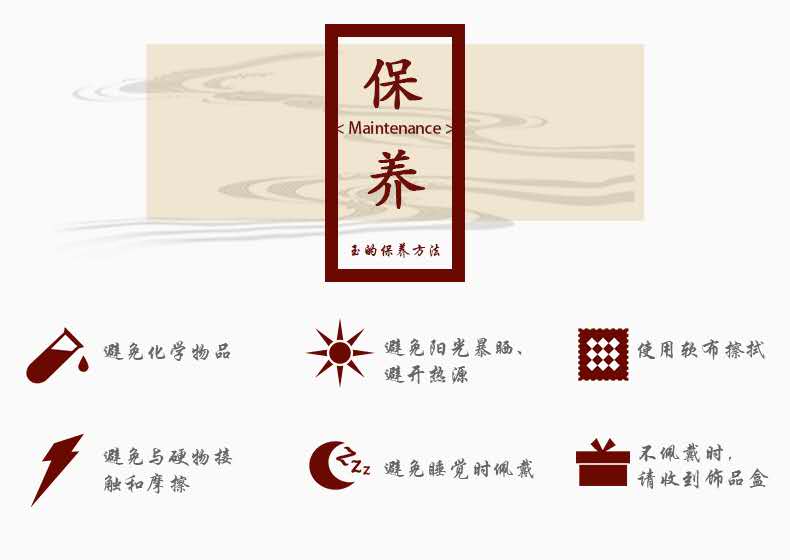 保
< Maintenance >
养
玉的保养方法
避免化学物品
避免阳光暴晒、
避开热源
使用软布擦拭
避免与硬物接
触和摩擦
zzz
避免睡觉时佩戴
不佩戴时,
请收到饰品盒